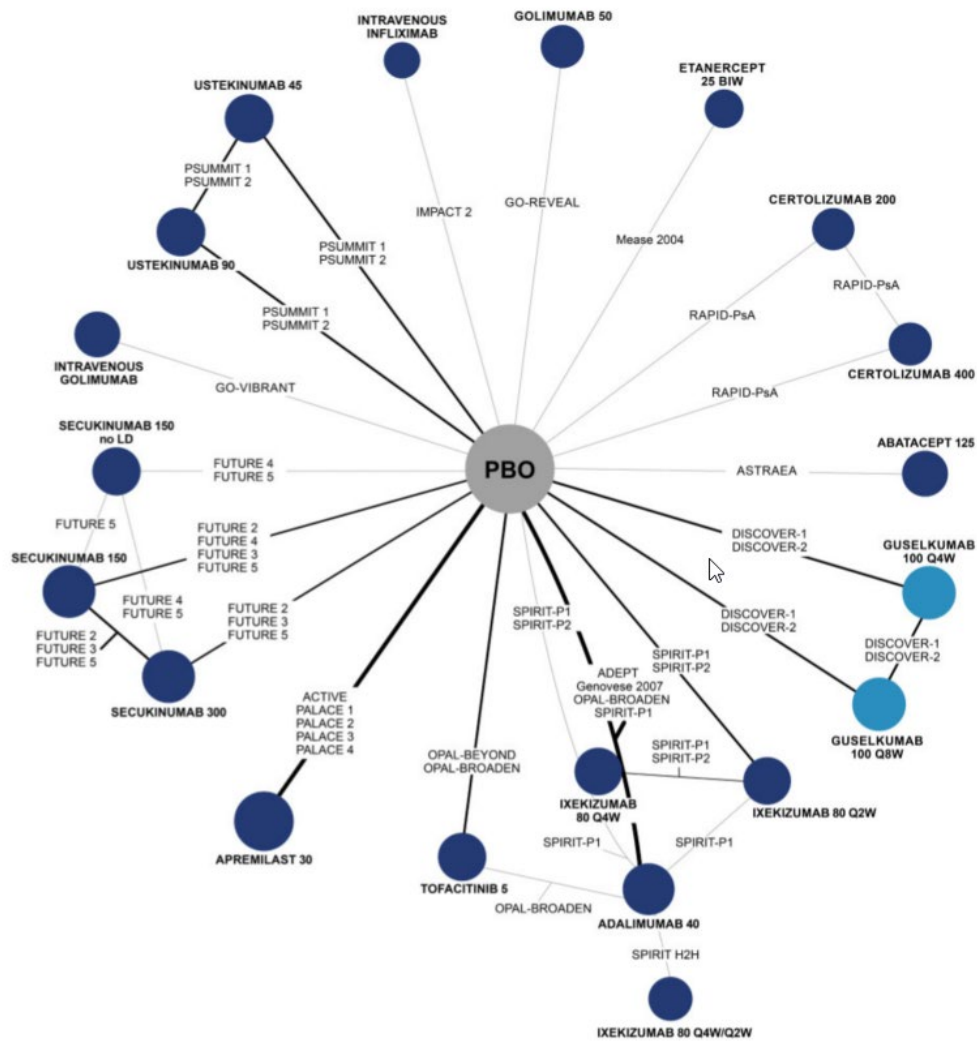 INTRAVENOUS
INFLIXIMAB
GOLIMUMAB 50
ETANERCEPT
25 BIW
USTEKINUMAB 45
PSUMMIT 1
PSUMMIT 2
CERTOLIZUMAB 200
IMPACT 2
GO-REVEAL
Mease 2004
PSUMMIT 1
PSUMMIT 2
USTEKINUMAB 90
RAPID-PsA
PSUMMIT 1
PSUMMIT 2
RAPID-PsA
INTRAVENOUS
GOLIMUMAB
CERTOLIZUMAB 400
GO-VIBRANT
RAPID-PsA
SECUKINUMAB 150
no LD
ABATACEPT 125
FUTURE 4
FUTURE 5
PBO
ASTRAEA
FUTURE 5
FUTURE 2
FUTURE 4
FUTURE 3
FUTURE 5
DISCOVER-1
DISCOVER-2
GUSELKUMAB
100 Q4W
SECUKINUMAB 150
FUTURE 4
FUTURE 5
FUTURE 2
FUTURE 3
FUTURE 5
SPIRIT-P1
SPIRIT-P2
DISCOVER-1
DISCOVER-2
FUTURE 2
FUTURE 3
FUTURE 5
DISCOVER-1
DISCOVER-2
SPIRIT-P1
SPIRIT-P2
ADEPT
Genovese 2007
OPAL-BROADEN
SPIRIT-P1
SECUKINUMAB 300
ACTIVE
PALACE 1
PALACE 2
PALACE 3
PALACE 4
GUSELKUMAB
100 Q8W
OPAL-BEYOND
OPAL-BROADEN
SPIRIT-P1
SPIRIT-P2
IXEKIZUMAB
80 Q4W
IXEKIZUMAB 80 Q2W
SPIRIT-P1
SPIRIT-P1
APREMILAST 30
TOFACITINIB 5
OPAL-BROADEN
ADALIMUMAB 40
SPIRIT H2H
IXEKIZUMAB 80 Q4W/Q2W